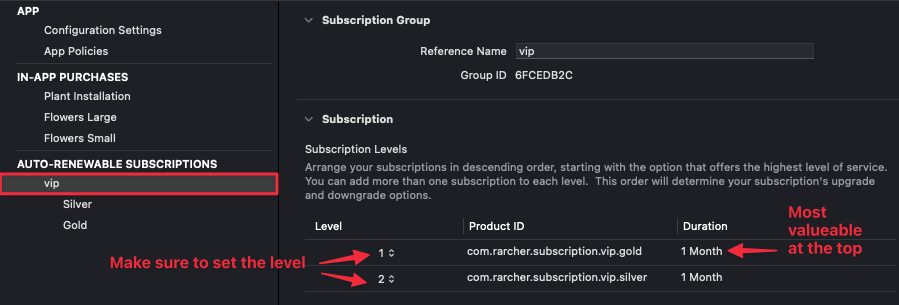 APP
Configuration Settings
App Policies
IN-APP PURCHASES
Plant Installation
Flowers Large
Flowers Small
AUTO-RENEWABLE SUBSCRIPTIONS
vip
Silver
Gold
Subscription Group
Reference Name vip
Group ID 6FCEDB2C
Subscription
Subscription Levels
Arrange your subscriptions in descending order, starting with the option that offers the highest level of service.
You can add more than one subscription to each level. This order will determine your subscription's upgrade
and downgrade options.
Level Product ID Duration
1 com.rarcher.subscription.vip.gold 1 Month
2 com.rarcher.subscription.vip.silver 1 Month
Make sure to set the level
Most
valueable
at the top